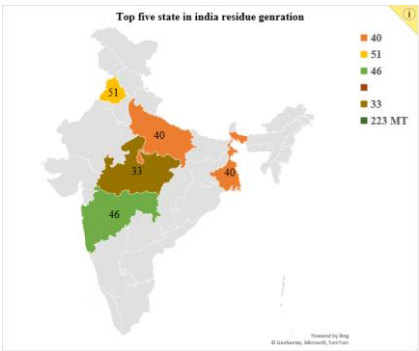 Top five state in india residue genration
40
51
46
33
223 MT
51
40
33
40
46
Powered by Bing
© GeoNames, Microsoft, TomTom